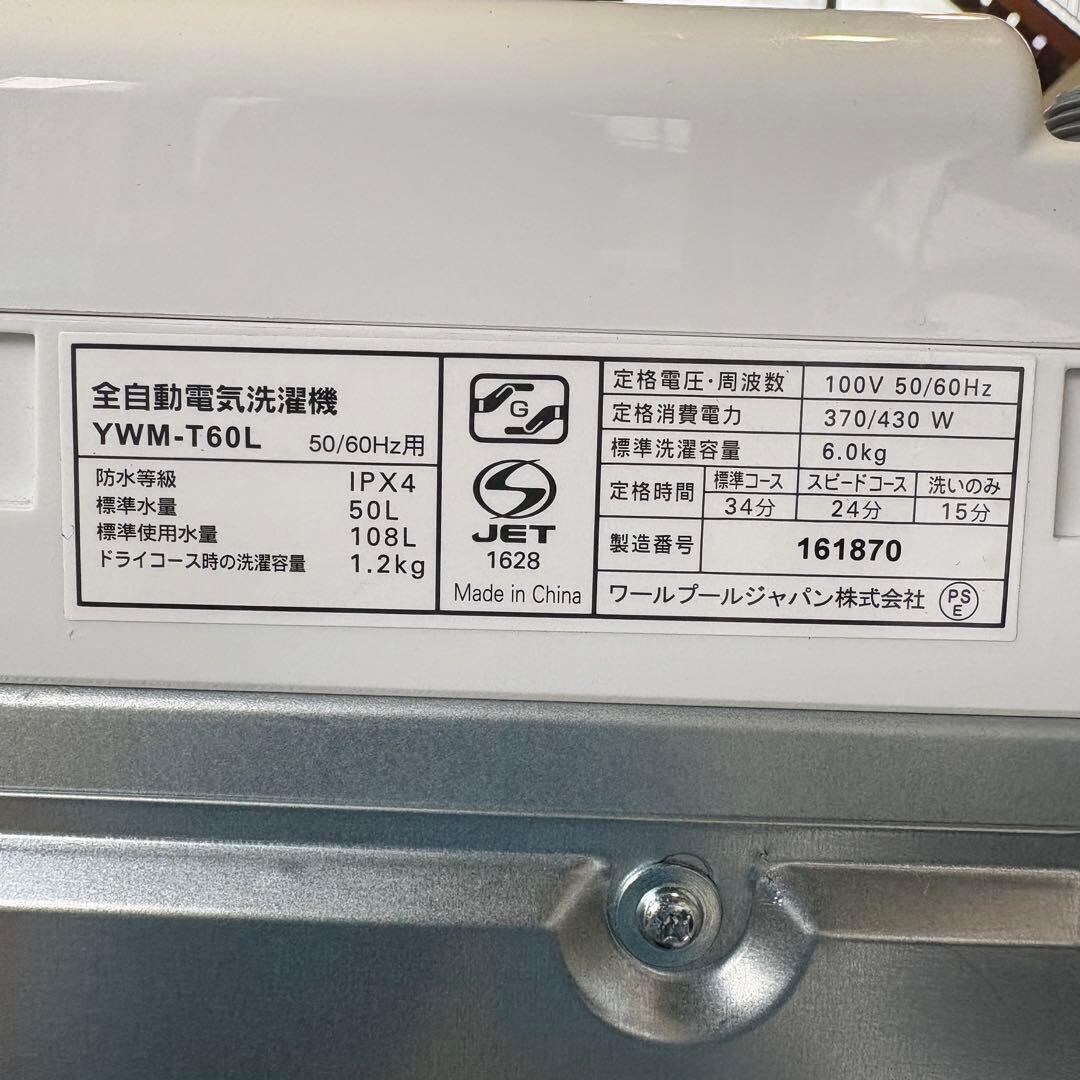 全自動電気洗濯機
YWM-T60L 50/60Hz用
防水等級 IPX4
標準水量 50L
標準使用水量 108L
ドライコース時の洗濯容量 1.2kg
G
JET
1628
Made in China
定格電圧・周波数 100V 50/60Hz
定格消費電力 370/430 W
標準洗濯容量 6.0kg
定格時間 標準コース スピードコース 洗いのみ
34分 24分 15分
製造番号 161870
ワールプールジャパン株式会社 PSE